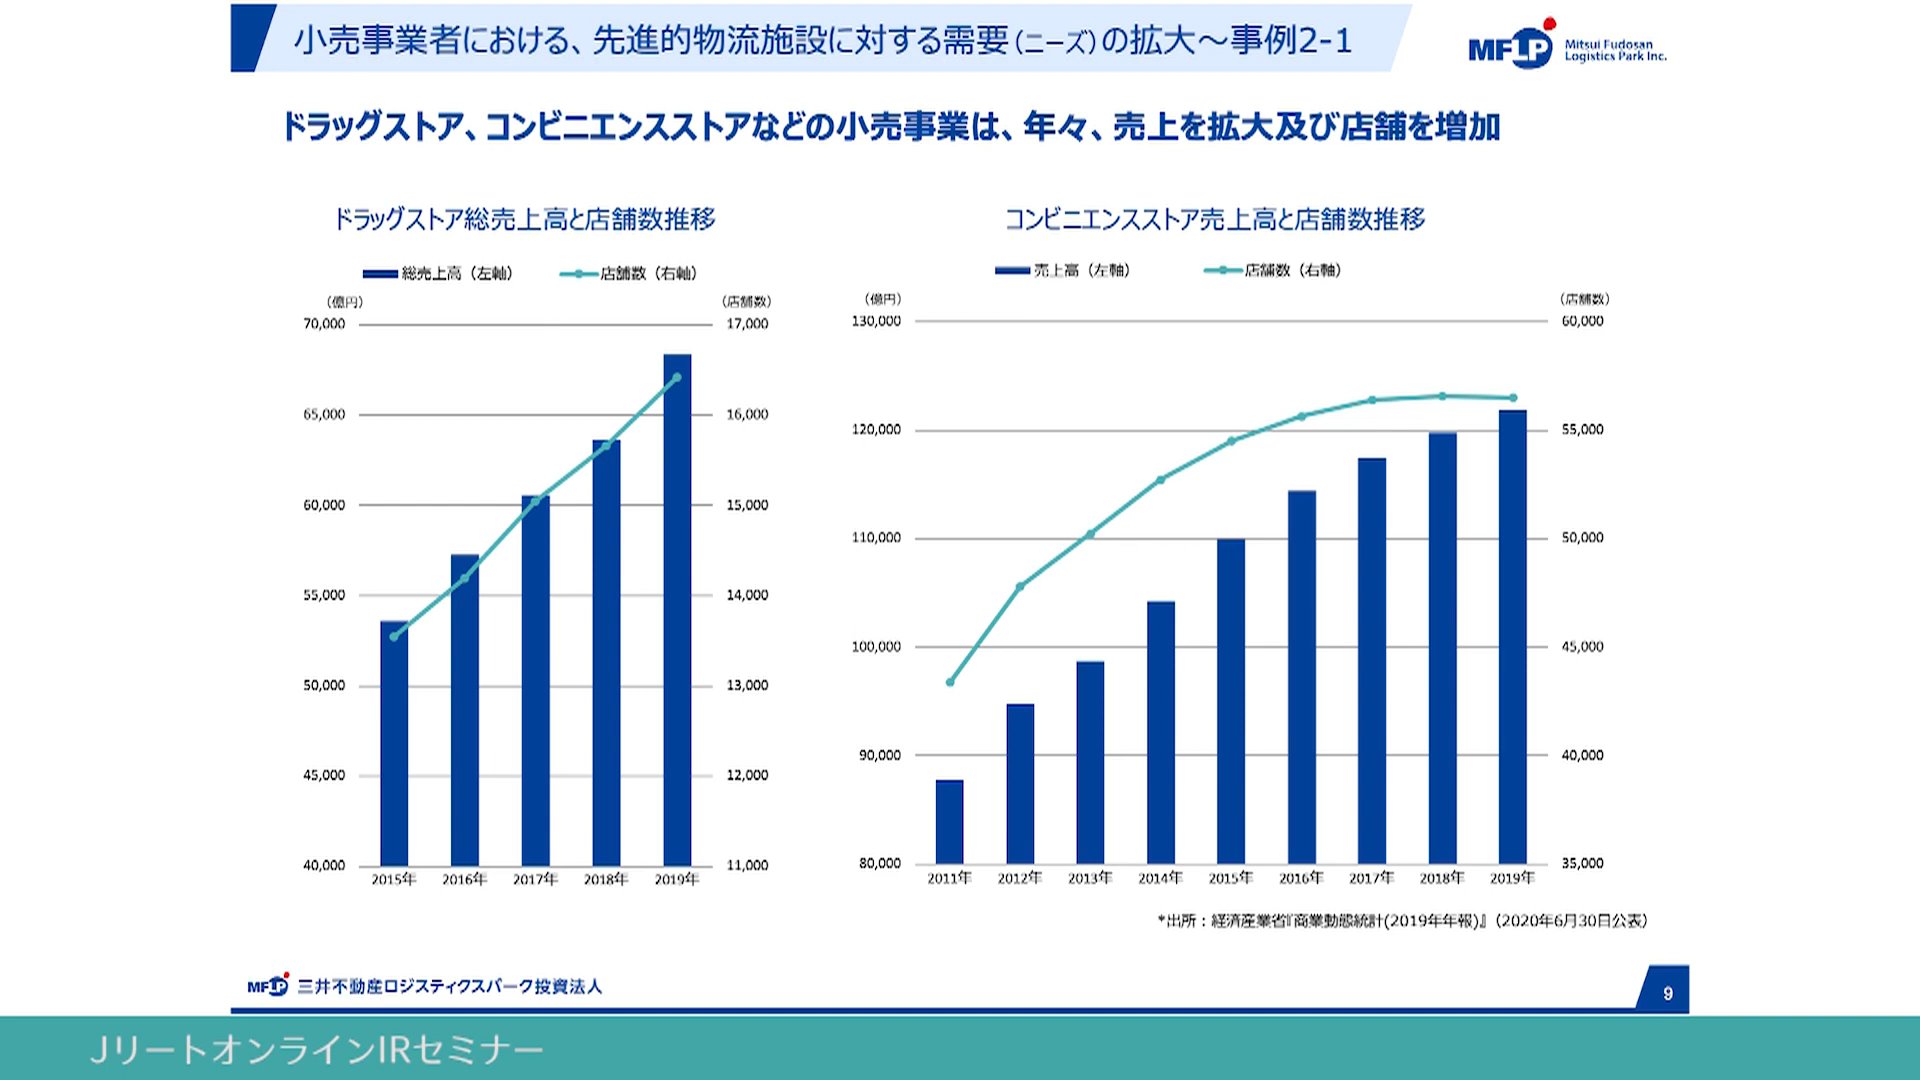 小売事業者における、先進的物流施設に対する需要(ニーズ)の拡大～事例2-1
MFLP
Mitsui Fudosan
Logistics Park Inc.
ドラッグストア、コンビニエンスストアなどの小売事業は、年々、売上を拡大及び店舗を増加
ドラッグストア総売上高と店舗数推移
総売上高（左軸） 店舗数（右軸）
（億円） （店舗数）
70,000 17,000
65,000 16,000
60,000 15,000
55,000 14,000
50,000 13,000
45,000 12,000
40,000 11,000
2015年 2016年 2017年 2018年 2019年
コンビニエンスストア売上高と店舗数推移
売上高（左軸） 店舗数（右軸）
（億円） （店舗数）
130,000 60,000
120,000 55,000
110,000 50,000
100,000 45,000
90,000 40,000
80,000 35,000
2011年 2012年 2013年 2014年 2015年 2016年 2017年 2018年 2019年
*出所：経済産業省『商業動態統計(2019年年報)』（2020年6月30日公表）
MFLP 三井不動産ロジスティクスパーク投資法人
9
JリートオンラインIRセミナー